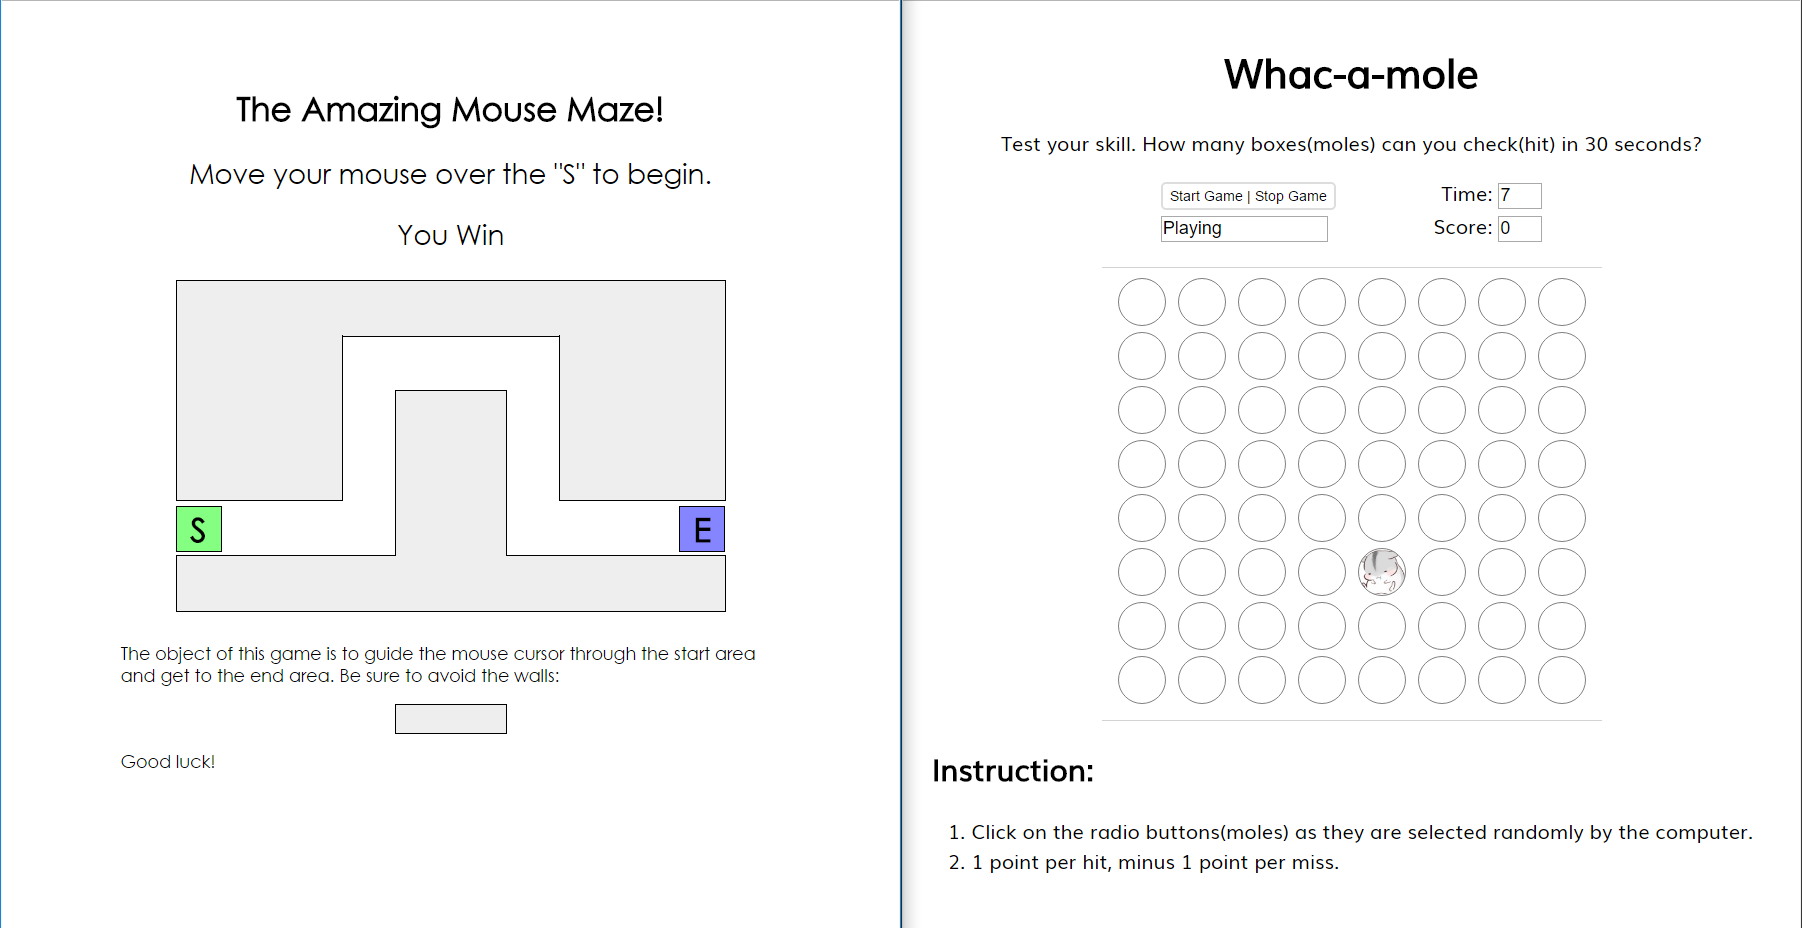 The Amazing Mouse Maze!
Move your mouse over the "S" to begin.
You Win
S
E
The object of this game is to guide the mouse cursor through the start area
and get to the end area. Be sure to avoid the walls:
Good luck!
Whac-a-mole
Test your skill. How many boxes(moles) can you check(hit) in 30 seconds?
Start Game | Stop Game
Time: 7
Playing
Score: 0
Instruction:
1. Click on the radio buttons(moles) as they are selected randomly by the computer.
2. 1 point per hit, minus 1 point per miss.